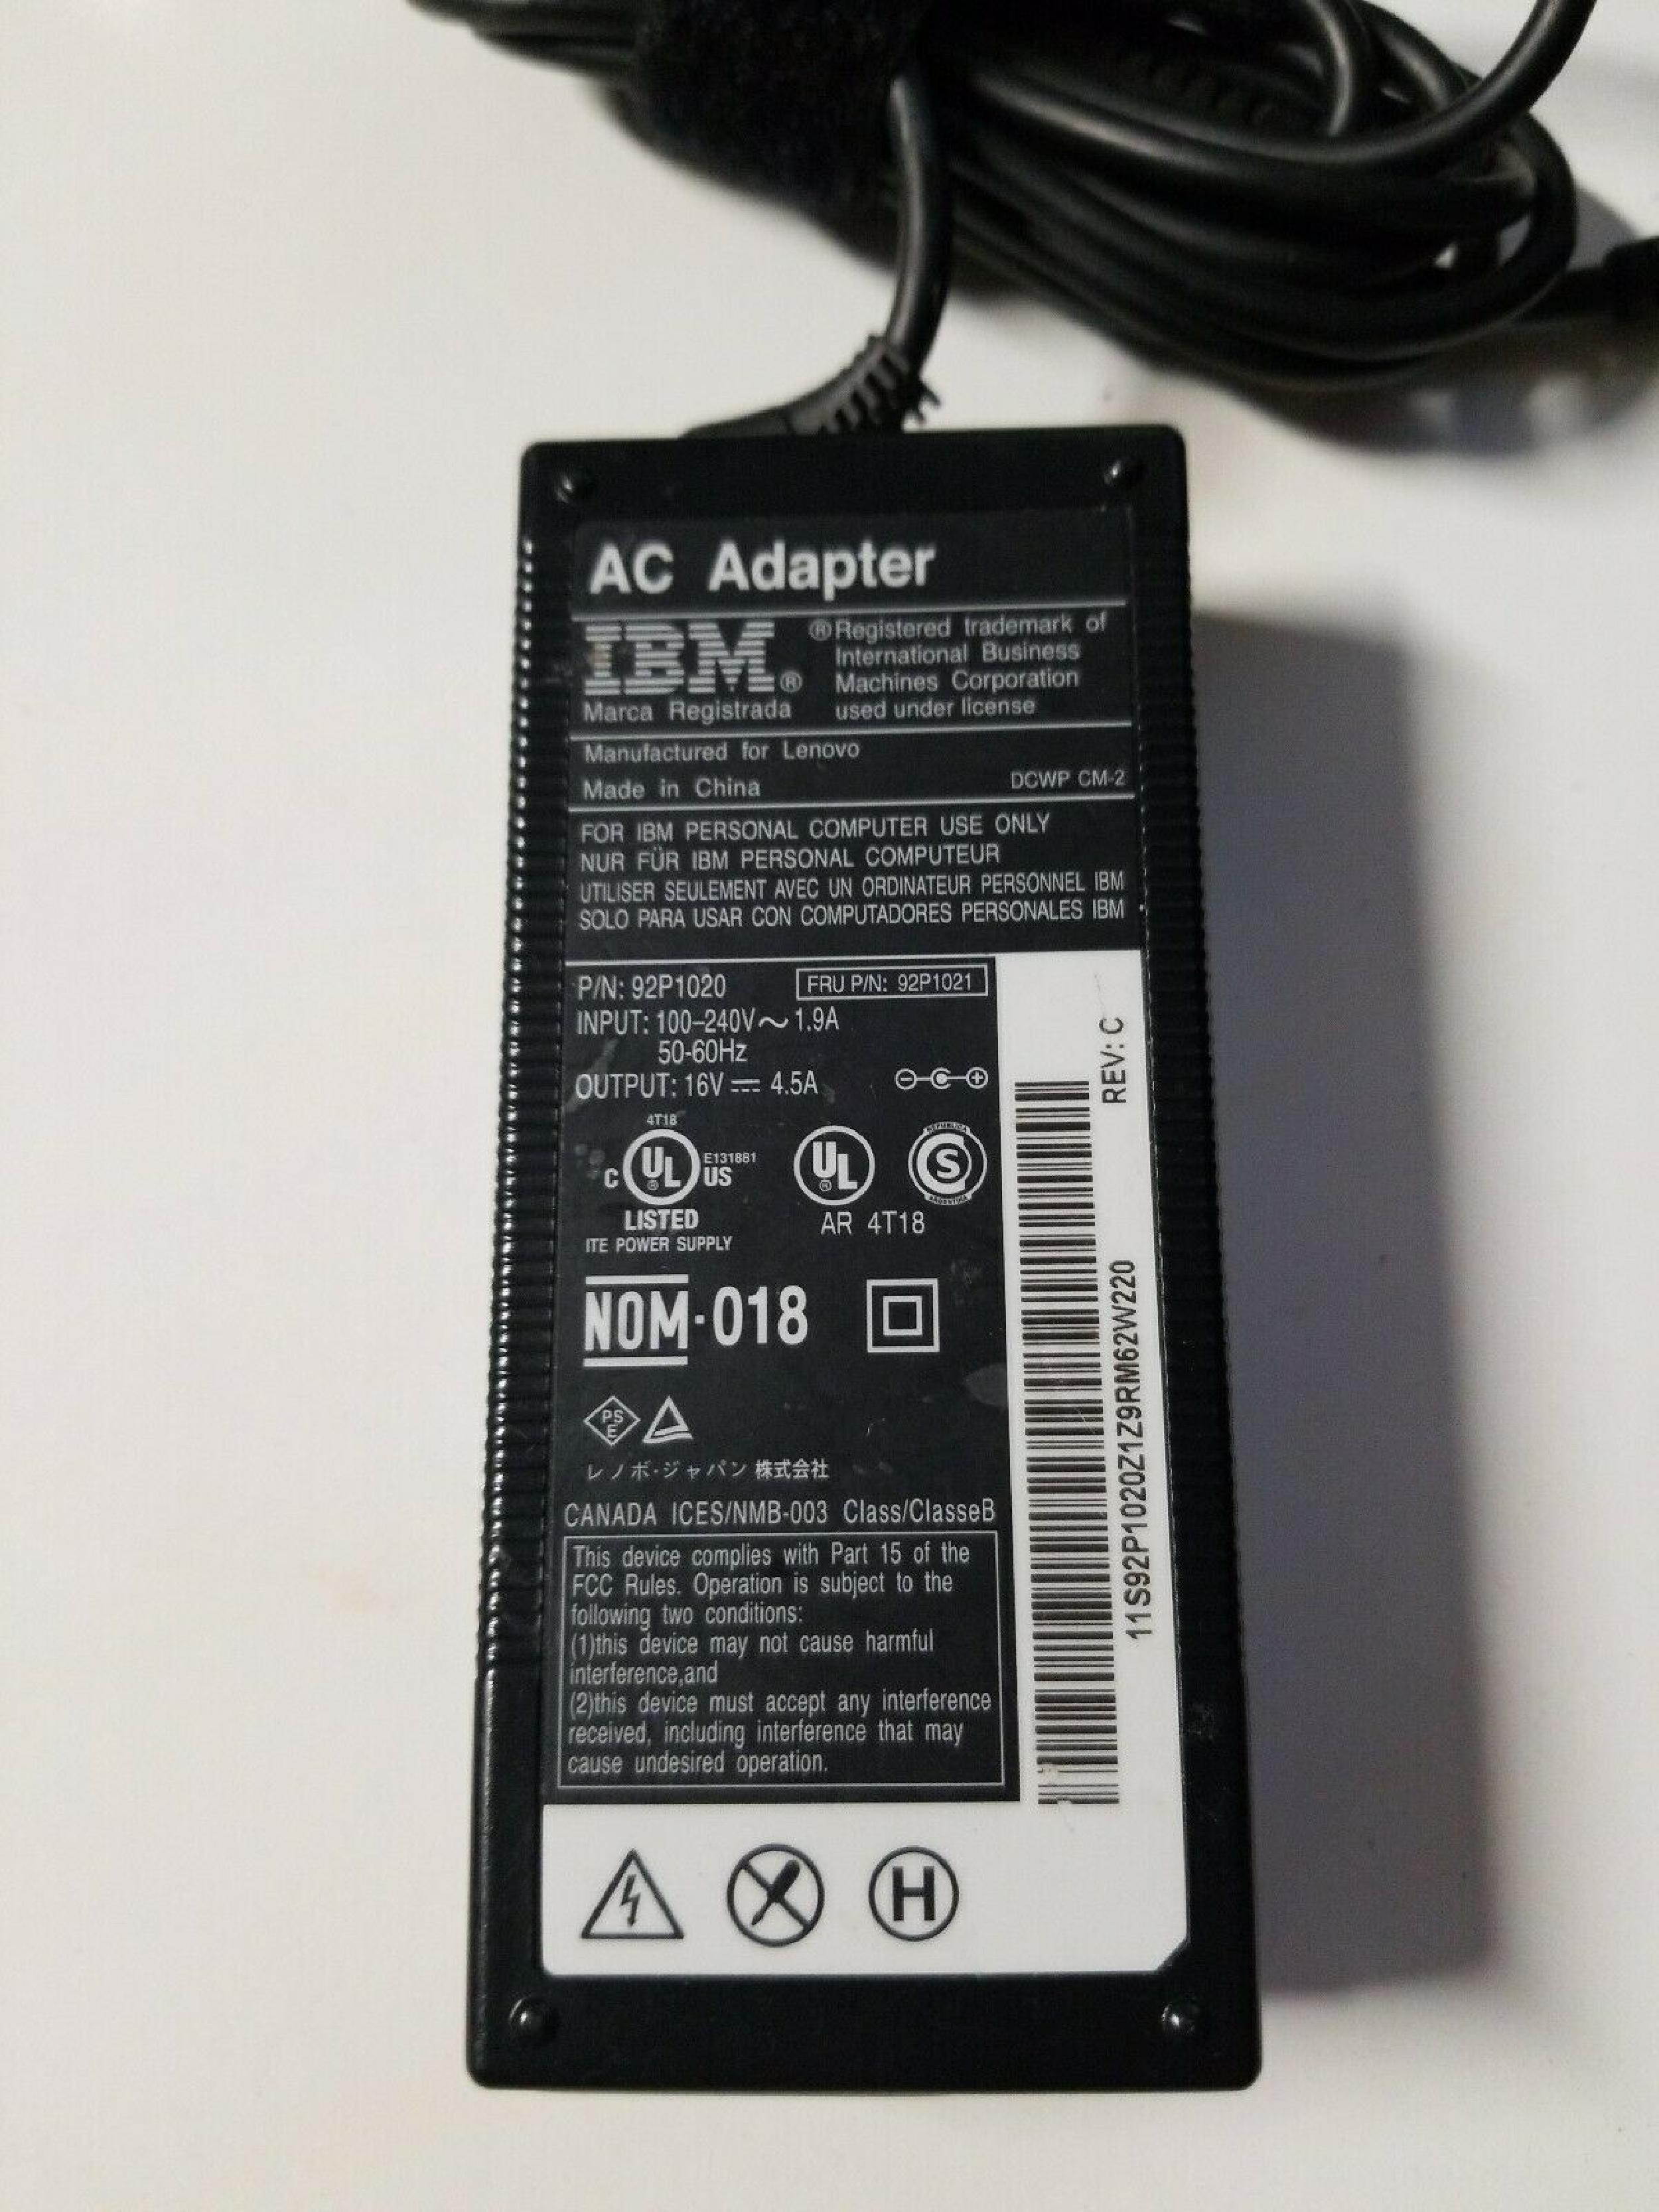 AC Adapter
IBM®
Marca Registrada
® Registered trademark of
International Business
Machines Corporation
used under license
Manufactured for Lenovo
Made in China
DCWP CM-2
FOR IBM PERSONAL COMPUTER USE ONLY
NUR FÜR IBM PERSONAL COMPUTEUR
UTILISER SEULEMENT AVEC UN ORDINATEUR PERSONNEL IBM
SOLO PARA USAR CON COMPUTADORES PERSONALES IBM
P/N: 92P1020
FRU P/N: 92P1021
INPUT: 100-240V～1.9A
50-60Hz
OUTPUT: 16V ⎓ 4.5A
4T18
C UL® US
E131881
LISTED
ITE POWER SUPPLY
UL®
AR 4T18
REPUBLICA
S
ARGENTINA
NOM-018
PS
E
レノボ・ジャパン 株式会社
CANADA ICES/NMB-003 Class/ClasseB
This device complies with Part 15 of the
FCC Rules. Operation is subject to the
following two conditions:
(1)this device may not cause harmful
interference,and
(2)this device must accept any interference
received, including interference that may
cause undesired operation.
H
REV: C
11S92P1020Z1Z9RM62W220